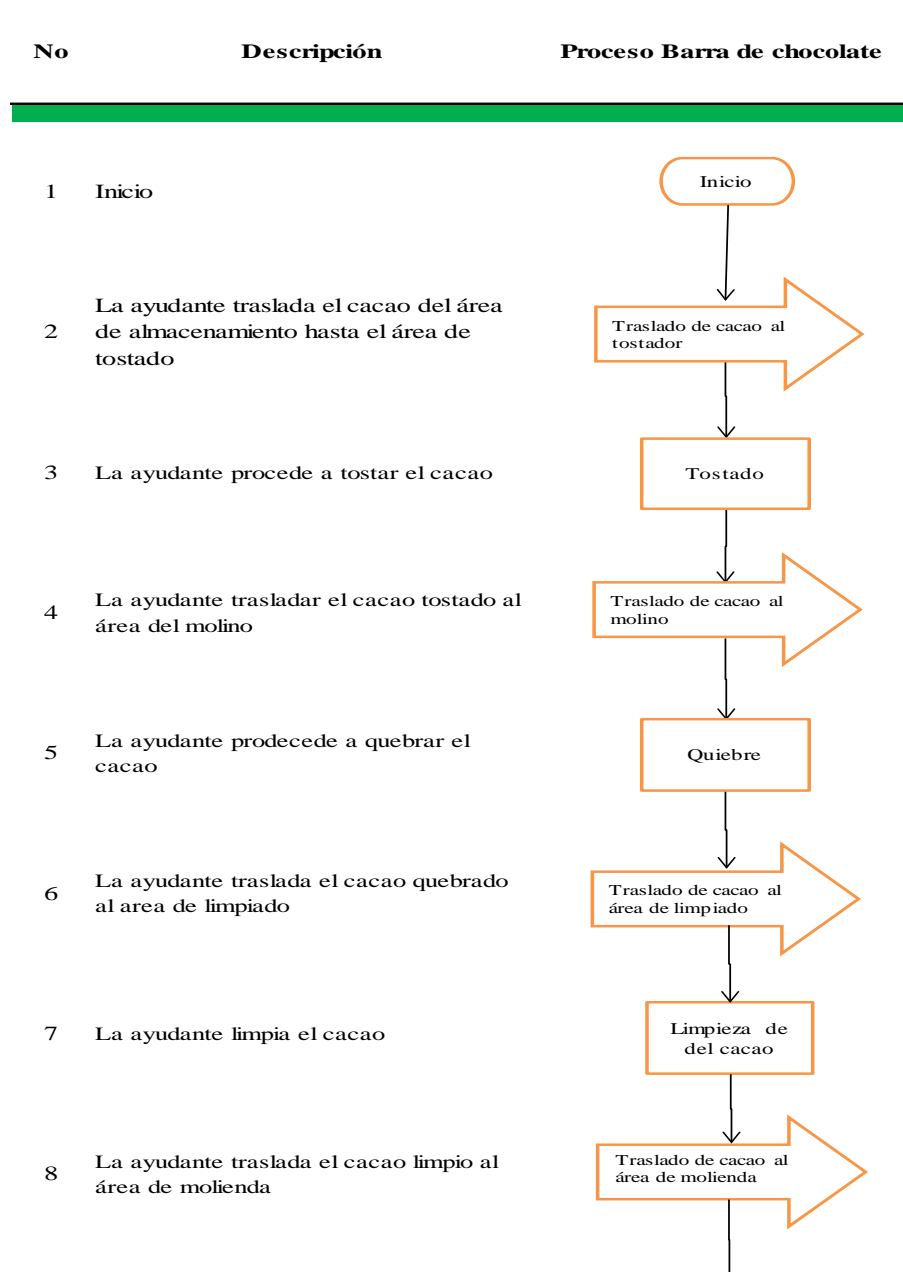 No Descripción Proceso Barra de chocolate
1 Inicio
Inicio
2
La ayudante traslada el cacao del área
de almacenamiento hasta el área de
tostado
Traslado de cacao al
tostador
3 La ayudante procede a tostar el cacao
Tostado
4
La ayudante trasladar el cacao tostado al
área del molino
Traslado de cacao al
molino
5
La ayudante prodecede a quebrar el
cacao
Quiebre
6
La ayudante traslada el cacao quebrado
al area de limpiado
Traslado de cacao al
área de limpiado
7 La ayudante limpia el cacao
Limpieza de
del cacao
8
La ayudante traslada el cacao limpio al
área de molienda
Traslado de cacao al
área de molienda